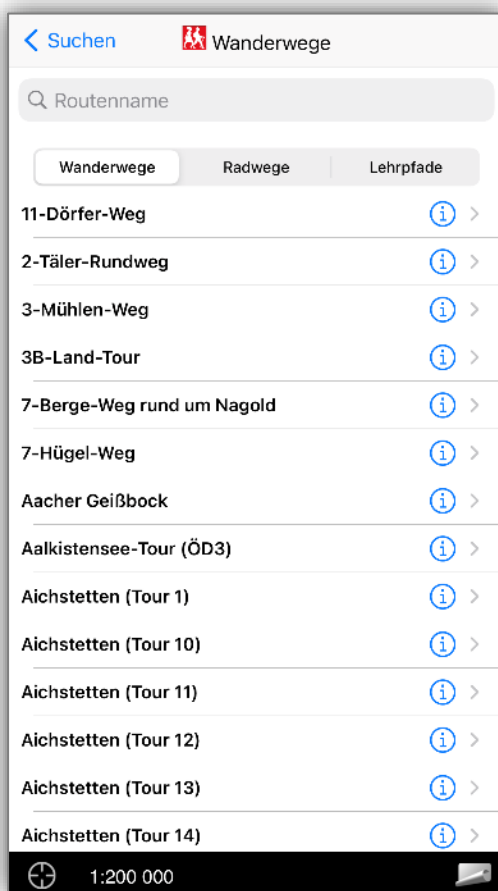 Suchen Wanderwege
Routenname
Wanderwege Radwege Lehrpfade
11-Dörfer-Weg
2-Täler-Rundweg
3-Mühlen-Weg
3B-Land-Tour
7-Berge-Weg rund um Nagold
7-Hügel-Weg
Aacher Geißbock
Aalkistensee-Tour (ÖD3)
Aichstetten (Tour 1)
Aichstetten (Tour 10)
Aichstetten (Tour 11)
Aichstetten (Tour 12)
Aichstetten (Tour 13)
Aichstetten (Tour 14)
1:200 000